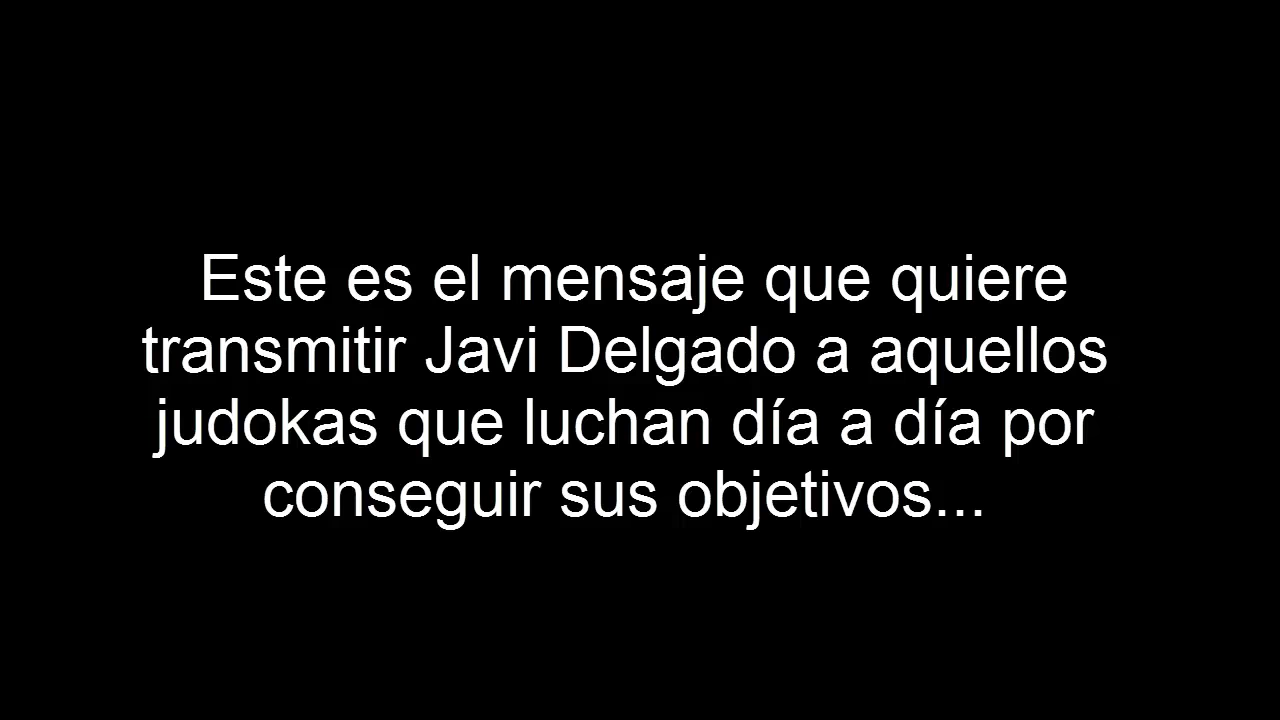 Este es el mensaje que quiere
transmitir Javi Delgado a aquellos
judokas que luchan día a día por
conseguir sus objetivos...